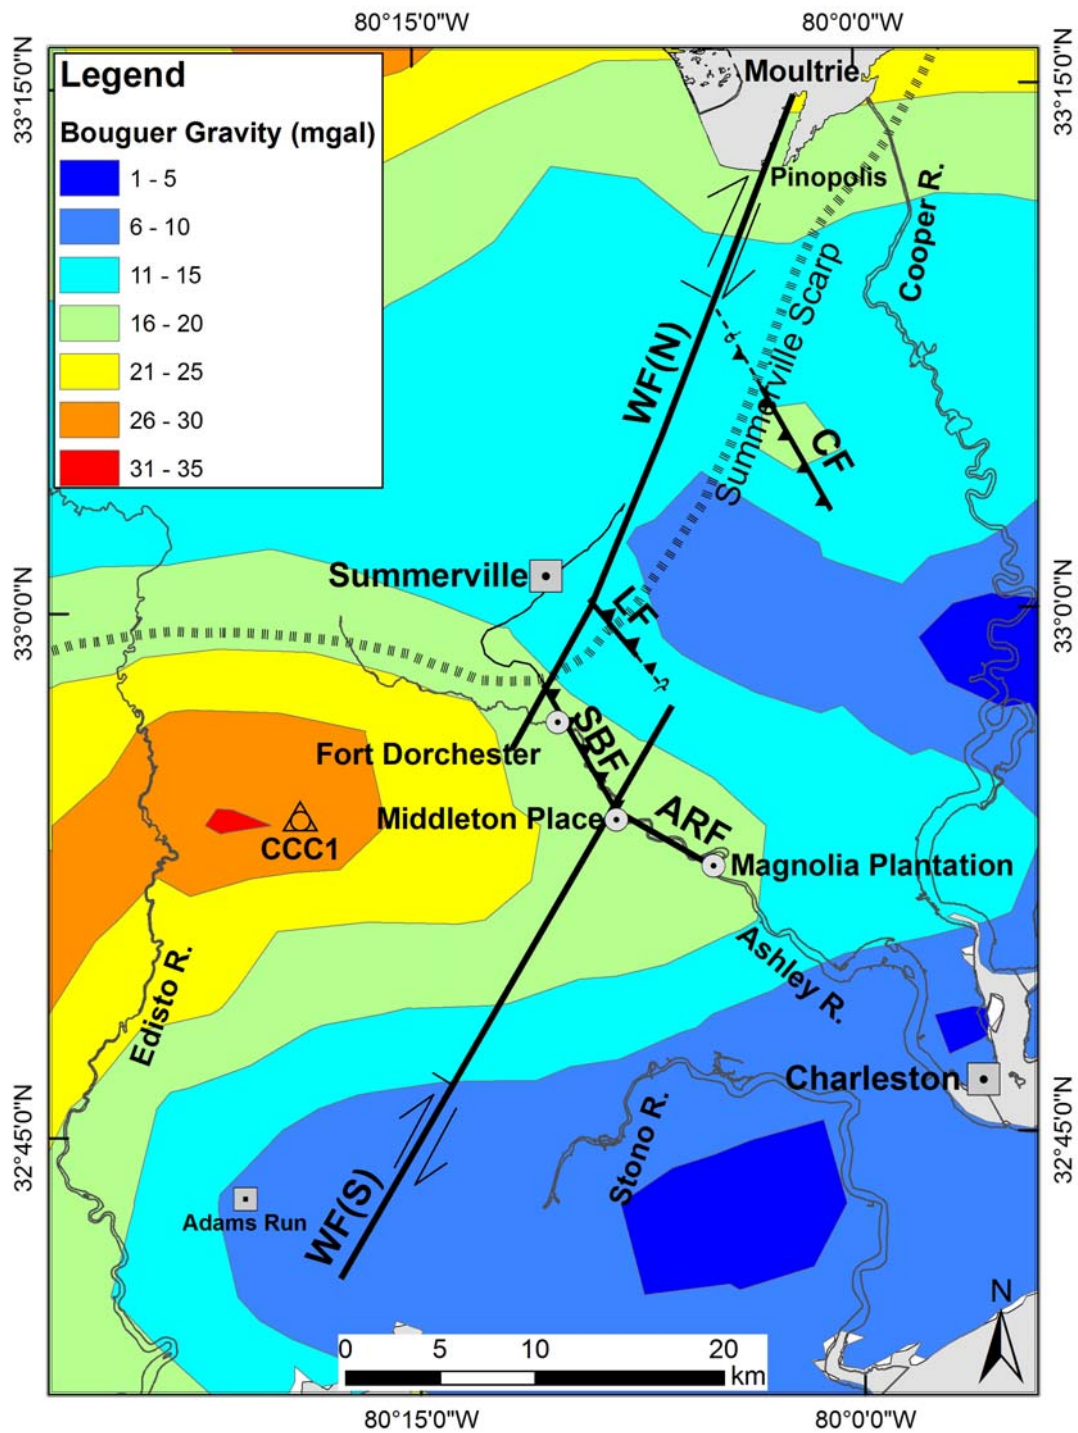 80°15'0"W
80°0'0"W
33°15'0"N
33°15'0"N
Legend
Bouguer Gravity (mgal)
1 - 5
6 - 10
11 - 15
16 - 20
21 - 25
26 - 30
31 - 35
Moultrie
Pinopolis
Cooper R.
Summerville Scarp
WF(N)
CF
Summerville
LF
33°0'0"N
33°0'0"N
SBF
Fort Dorchester
Middleton Place
ARF
CCC1
Magnolia Plantation
Ashley R.
Edisto R.
Charleston
Stono R.
32°45'0"N
32°45'0"N
WF(S)
Adams Run
N
0 5 10 20
km
80°15'0"W
80°0'0"W